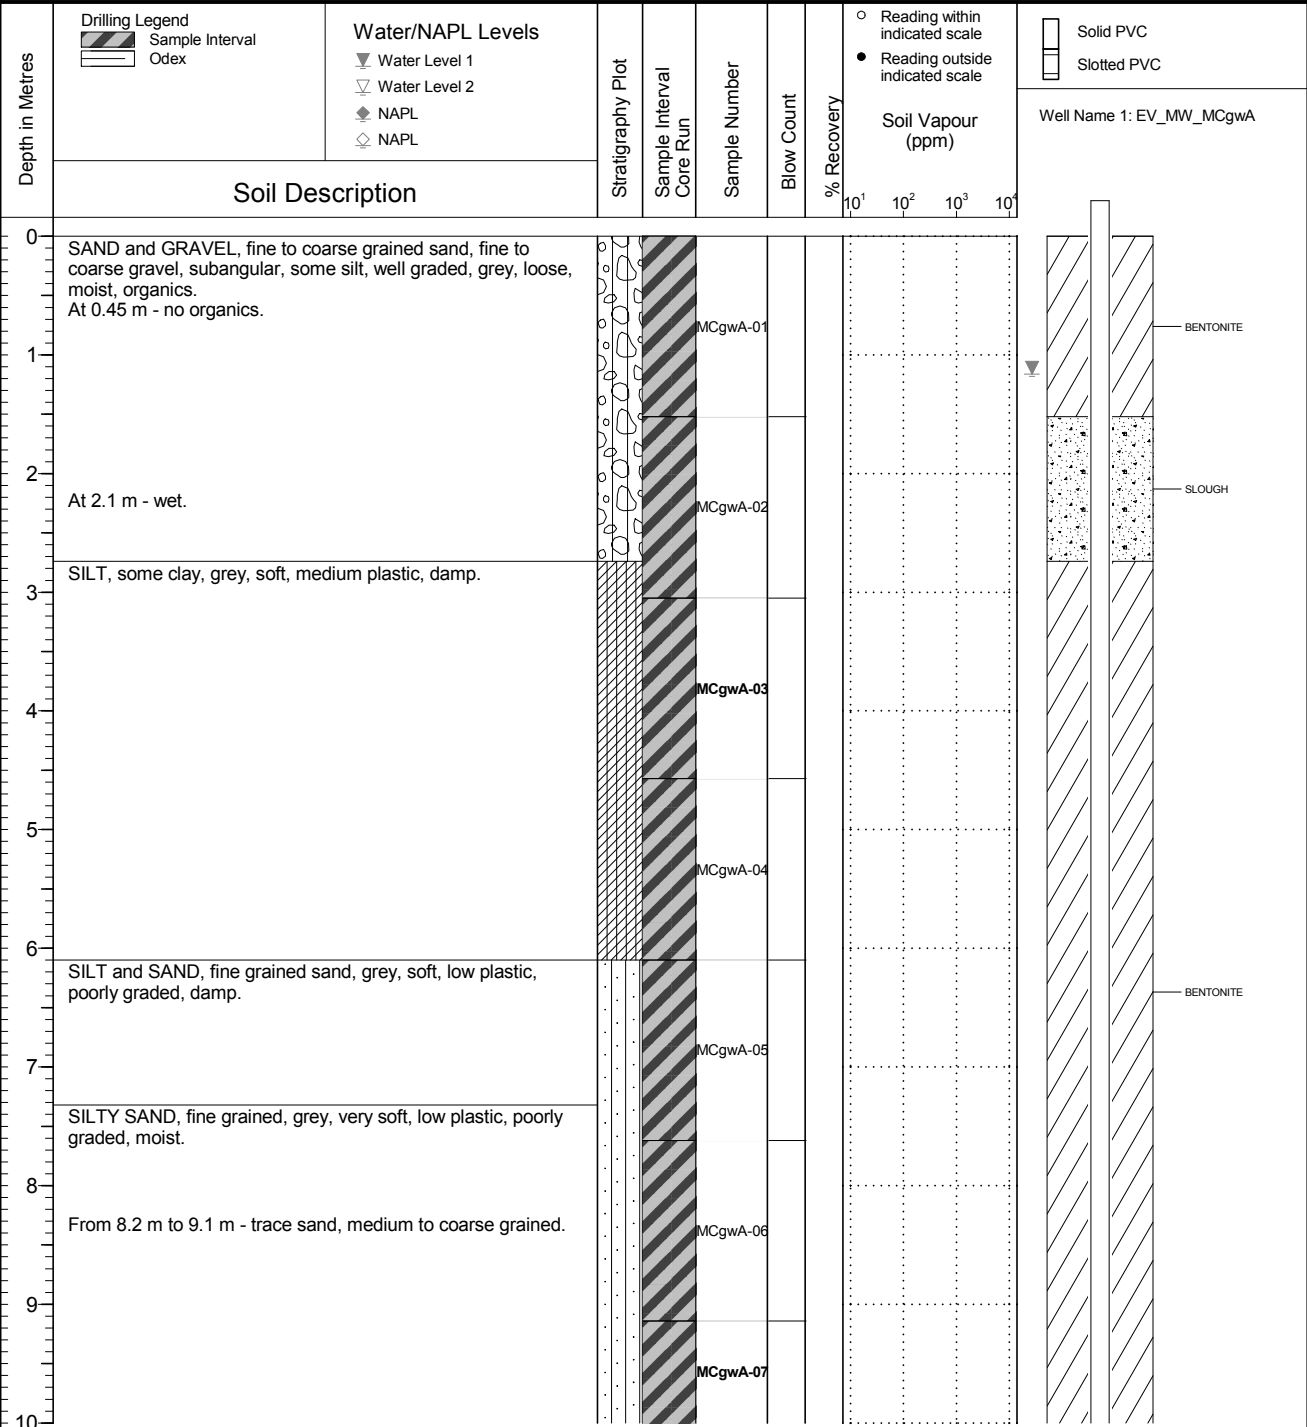 Drilling Legend
Sample Interval
Odex
Water/NAPL Levels
Water Level 1
Water Level 2
NAPL
NAPL
Depth in Metres
Soil Description
Stratigraphy Plot
Sample Interval
Core Run
Sample Number
Blow Count
% Recovery
Reading within
indicated scale
Reading outside
indicated scale
Soil Vapour
(ppm)
10¹ 10² 10³ 10⁴
Solid PVC
Slotted PVC
Well Name 1: EV_MW_MCgwA
0
SAND and GRAVEL, fine to coarse grained sand, fine to
coarse gravel, subangular, some silt, well graded, grey, loose,
moist, organics.
At 0.45 m - no organics.
MCgwA-01
BENTONITE
1
2
At 2.1 m - wet.
MCgwA-02
SLOUGH
SILT, some clay, grey, soft, medium plastic, damp.
3
MCgwA-03
4
5
MCgwA-04
6
SILT and SAND, fine grained sand, grey, soft, low plastic,
poorly graded, damp.
BENTONITE
MCgwA-05
7
SILTY SAND, fine grained, grey, very soft, low plastic, poorly
graded, moist.
8
From 8.2 m to 9.1 m - trace sand, medium to coarse grained.
MCgwA-06
9
MCgwA-07
10